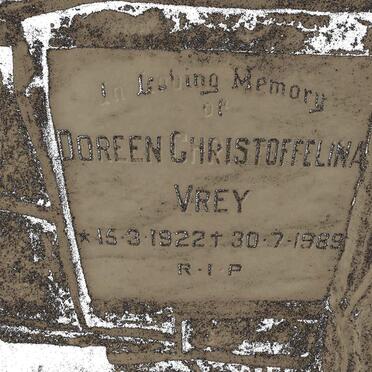 In Loving Memory
of
DOREEN CHRISTOFFELINA
VREY
* 15-3-1922 † 30-7-1989
R.I.P